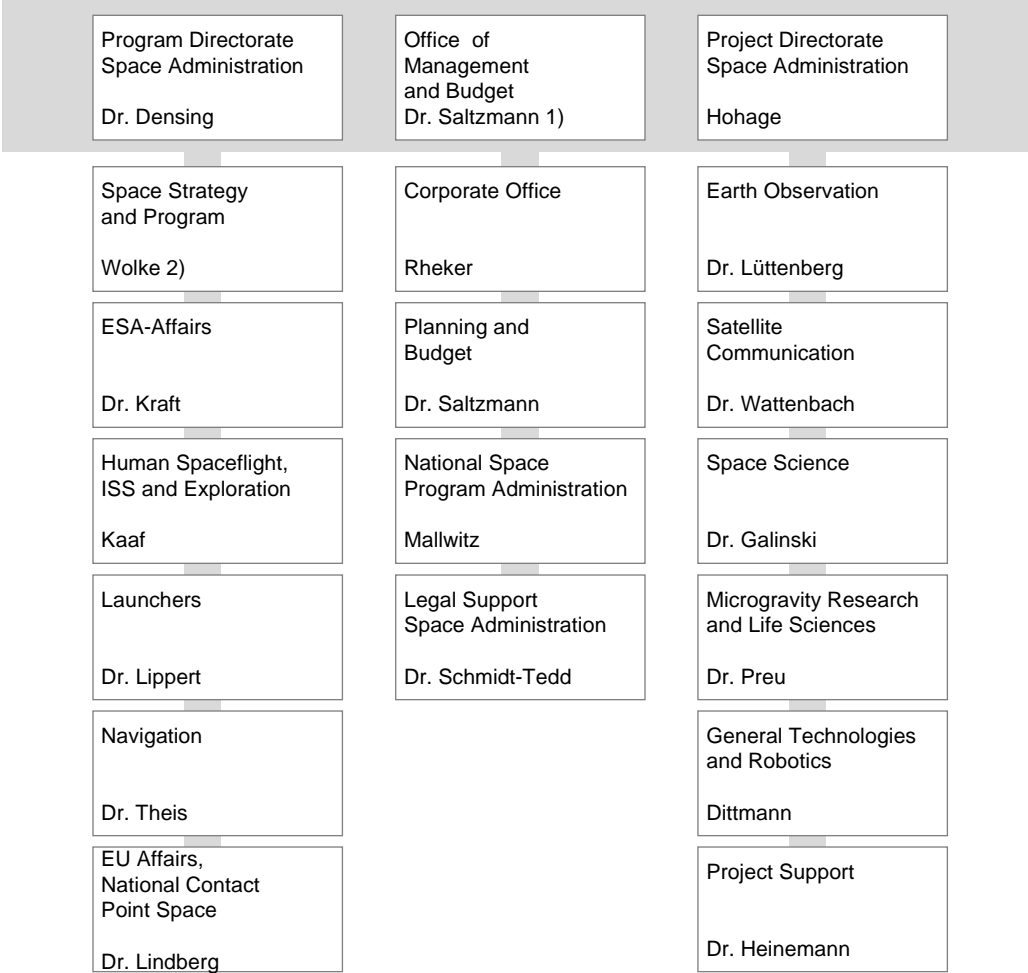 Program Directorate
Space Administration
Dr. Densing
Office of
Management
and Budget
Dr. Saltzmann 1)
Project Directorate
Space Administration
Hohage
Space Strategy
and Program
Wolke 2)
Corporate Office
Rheker
Earth Observation
Dr. Lüttenberg
ESA-Affairs
Dr. Kraft
Planning and
Budget
Dr. Saltzmann
Satellite
Communication
Dr. Wattenbach
Human Spaceflight,
ISS and Exploration
Kaaf
National Space
Program Administration
Mallwitz
Space Science
Dr. Galinski
Launchers
Dr. Lippert
Legal Support
Space Administration
Dr. Schmidt-Tedd
Microgravity Research
and Life Sciences
Dr. Preu
Navigation
Dr. Theis
General Technologies
and Robotics
Dittmann
EU Affairs,
National Contact
Point Space
Dr. Lindberg
Project Support
Dr. Heinemann